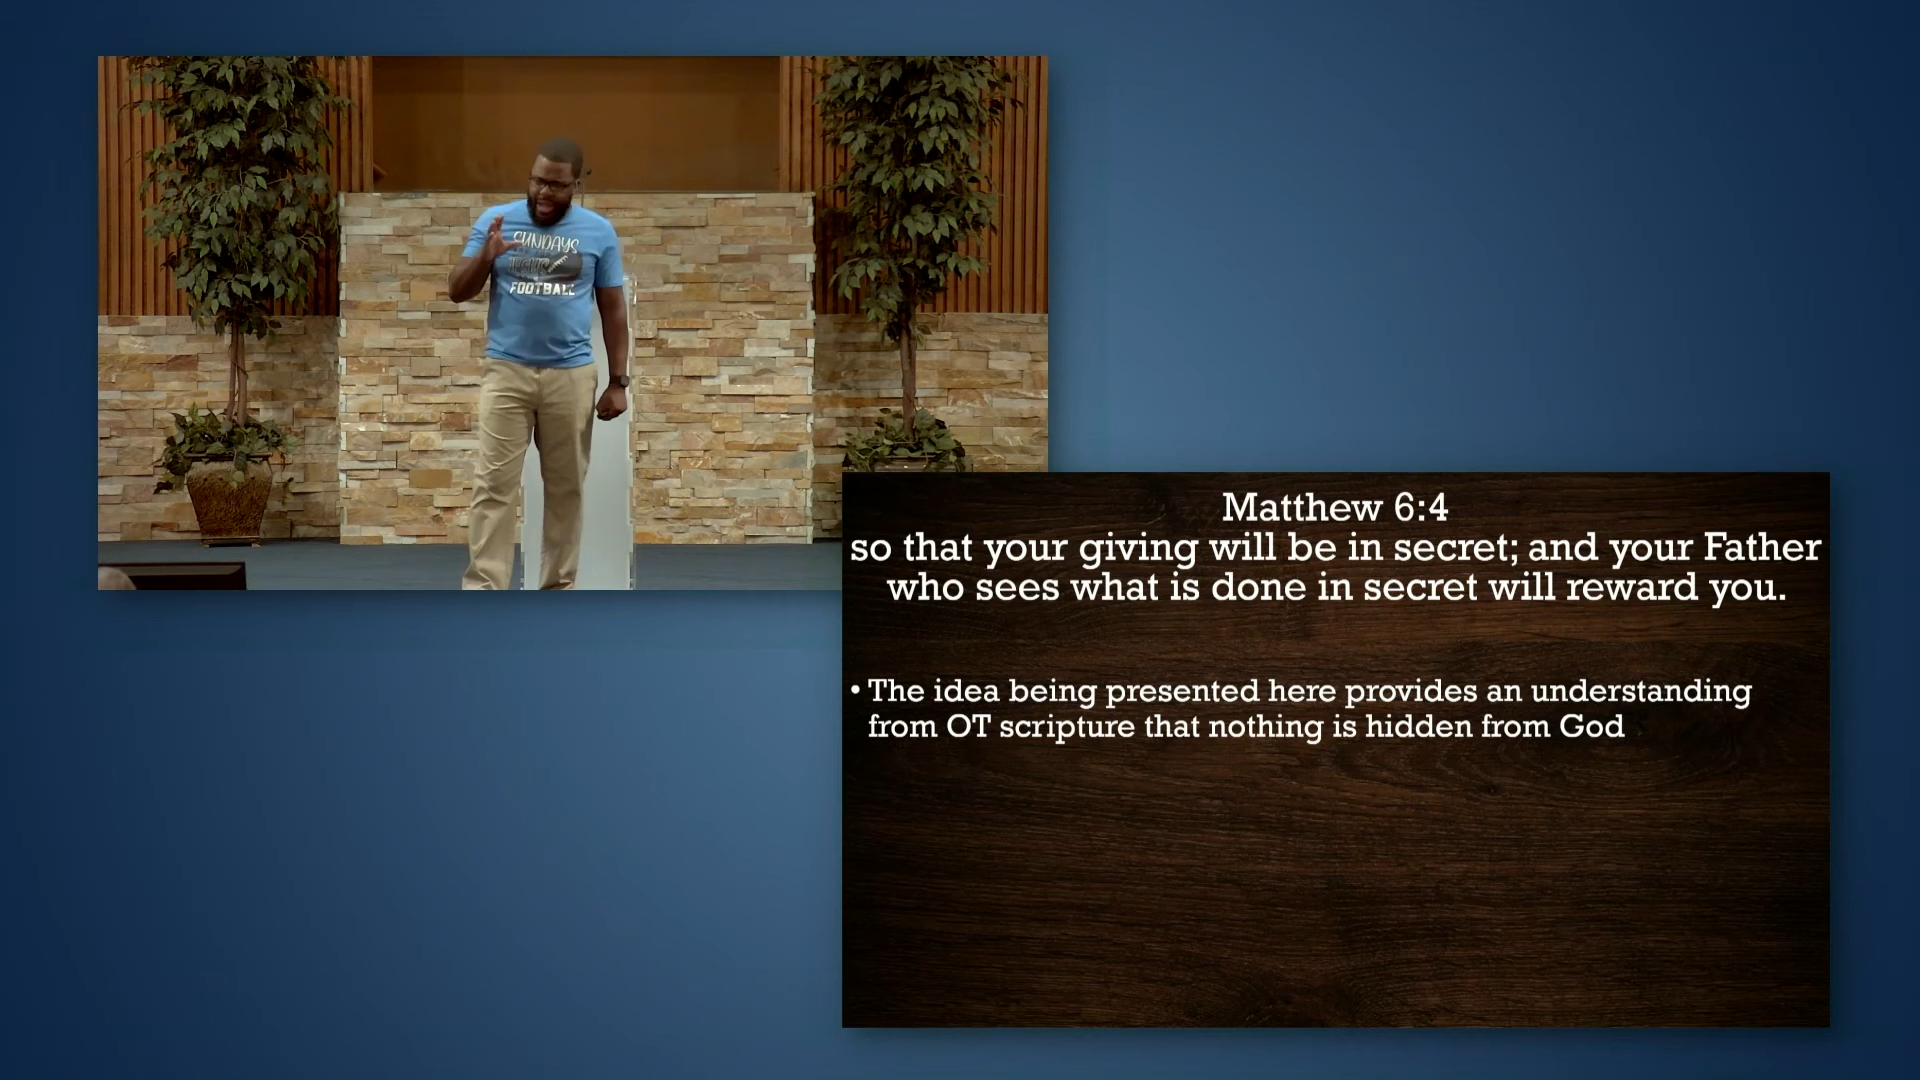 SUNDAYS
FOOTBALL
Matthew 6:4
so that your giving will be in secret; and your Father
who sees what is done in secret will reward you.
• The idea being presented here provides an understanding
from OT scripture that nothing is hidden from God